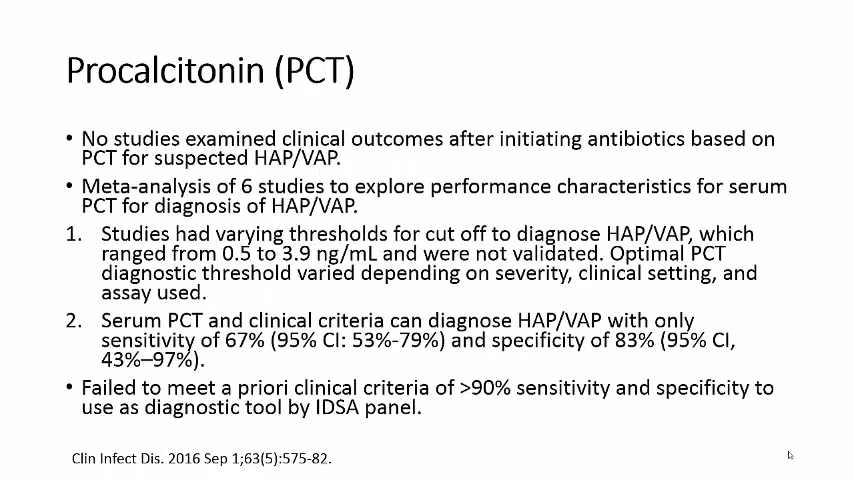 Procalcitonin (PCT)
• No studies examined clinical outcomes after initiating antibiotics based on
PCT for suspected HAP/VAP.
• Meta-analysis of 6 studies to explore performance characteristics for serum
PCT for diagnosis of HAP/VAP.
1. Studies had varying thresholds for cut off to diagnose HAP/VAP, which
ranged from 0.5 to 3.9 ng/mL and were not validated. Optimal PCT
diagnostic threshold varied depending on severity, clinical setting, and
assay used.
2. Serum PCT and clinical criteria can diagnose HAP/VAP with only
sensitivity of 67% (95% CI: 53%-79%) and specificity of 83% (95% CI,
43%–97%).
• Failed to meet a priori clinical criteria of >90% sensitivity and specificity to
use as diagnostic tool by IDSA panel.
Clin Infect Dis. 2016 Sep 1;63(5):575-82.